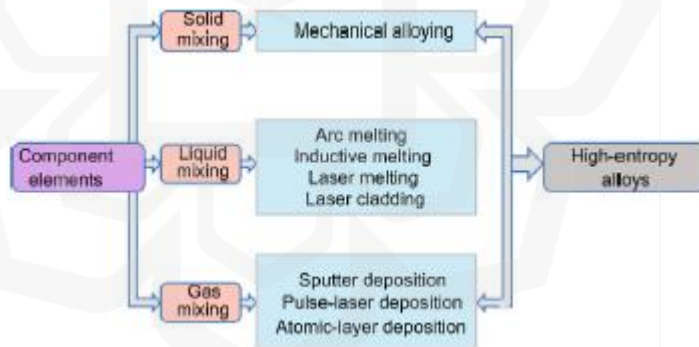 Solid
mixing
Mechanical alloying
Component
elements
Liquid
mixing
Arc melting
Inductive melting
Laser melting
Laser cladding
High-entropy
alloys
Gas
mixing
Sputter deposition
Pulse-laser deposition
Atomic-layer deposition